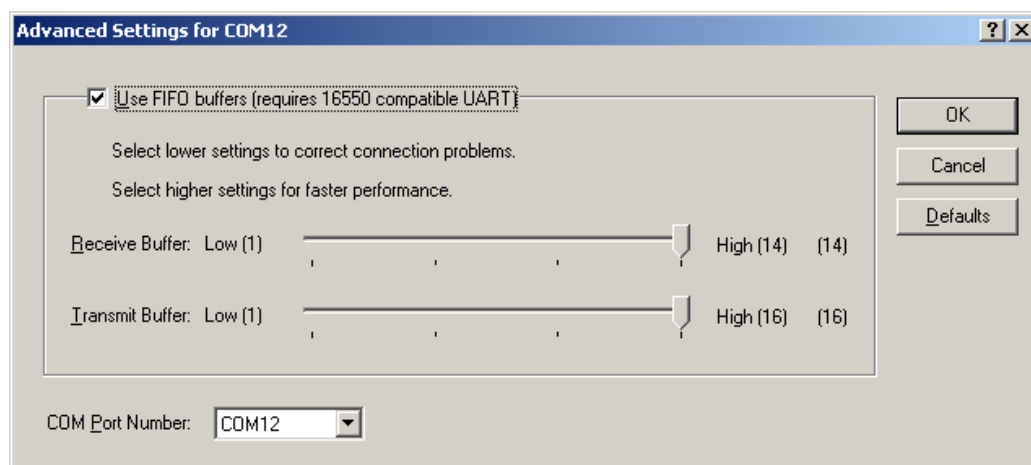 Advanced Settings for COM12
Use FIFO buffers (requires 16550 compatible UART)
OK
Select lower settings to correct connection problems.
Cancel
Select higher settings for faster performance.
Defaults
Receive Buffer: Low (1) High (14) (14)
Transmit Buffer: Low (1) High (16) (16)
COM Port Number: COM12